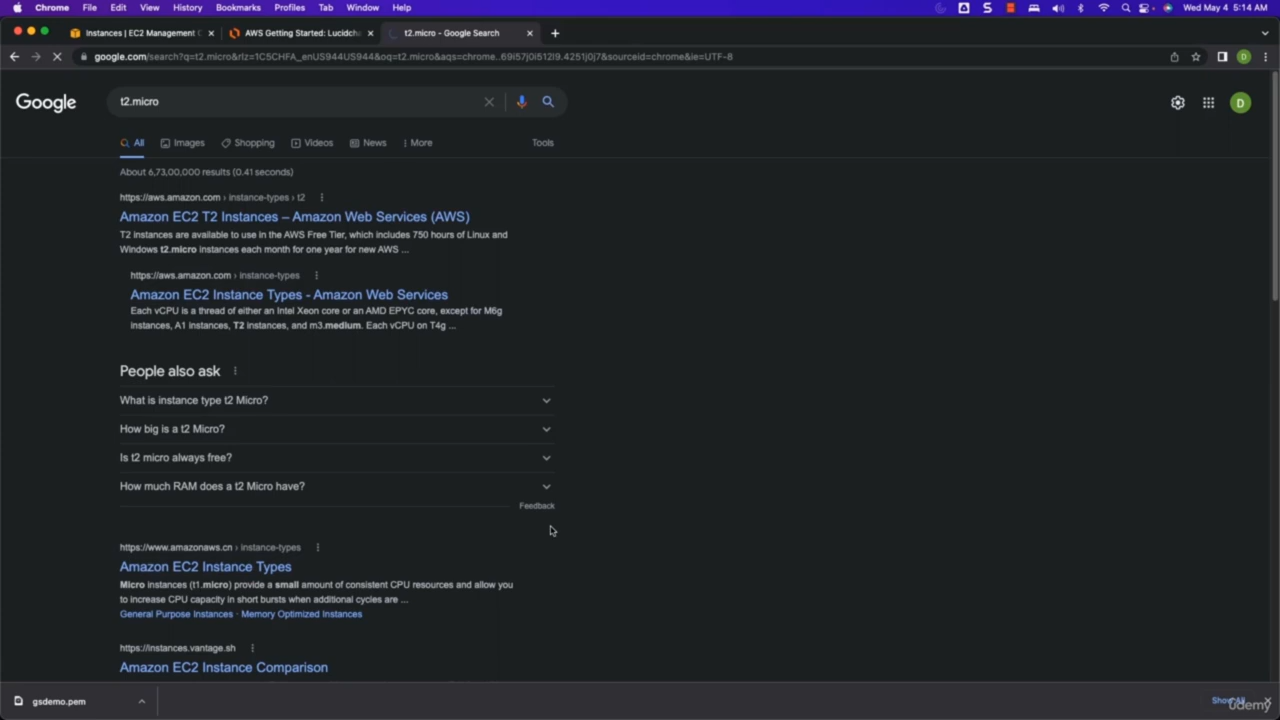 Chrome File Edit View History Bookmarks Profiles Tab Window Help Wed May 4 5:14 AM
Instances | EC2 Management C AWS Getting Started: Lucidcha t2.micro - Google Search
google.com/search?q=t2.micro&rlz=1C5CHFA_enUS944US944&oq=t2.micro&aqs=chrome..69i57j0i512l9.4251j0j7&sourceid=chrome&ie=UTF-8
Google t2.micro D
All Images Shopping Videos News More Tools
About 6,73,00,000 results (0.41 seconds)
https://aws.amazon.com › instance-types › t2
Amazon EC2 T2 Instances – Amazon Web Services (AWS)
T2 instances are available to use in the AWS Free Tier, which includes 750 hours of Linux and
Windows t2.micro instances each month for one year for new AWS ...
https://aws.amazon.com › instance-types
Amazon EC2 Instance Types - Amazon Web Services
Each vCPU is a thread of either an Intel Xeon core or an AMD EPYC core, except for M6g
instances, A1 instances, T2 instances, and m3.medium. Each vCPU on T4g ...
People also ask
What is instance type t2 Micro?
How big is a t2 Micro?
Is t2 micro always free?
How much RAM does a t2 Micro have?
Feedback
https://www.amazonaws.cn › instance-types
Amazon EC2 Instance Types
Micro instances (t1.micro) provide a small amount of consistent CPU resources and allow you
to increase CPU capacity in short bursts when additional cycles are ...
General Purpose Instances · Memory Optimized Instances
https://instances.vantage.sh
Amazon EC2 Instance Comparison
gsdemo.pem Show All
udemy